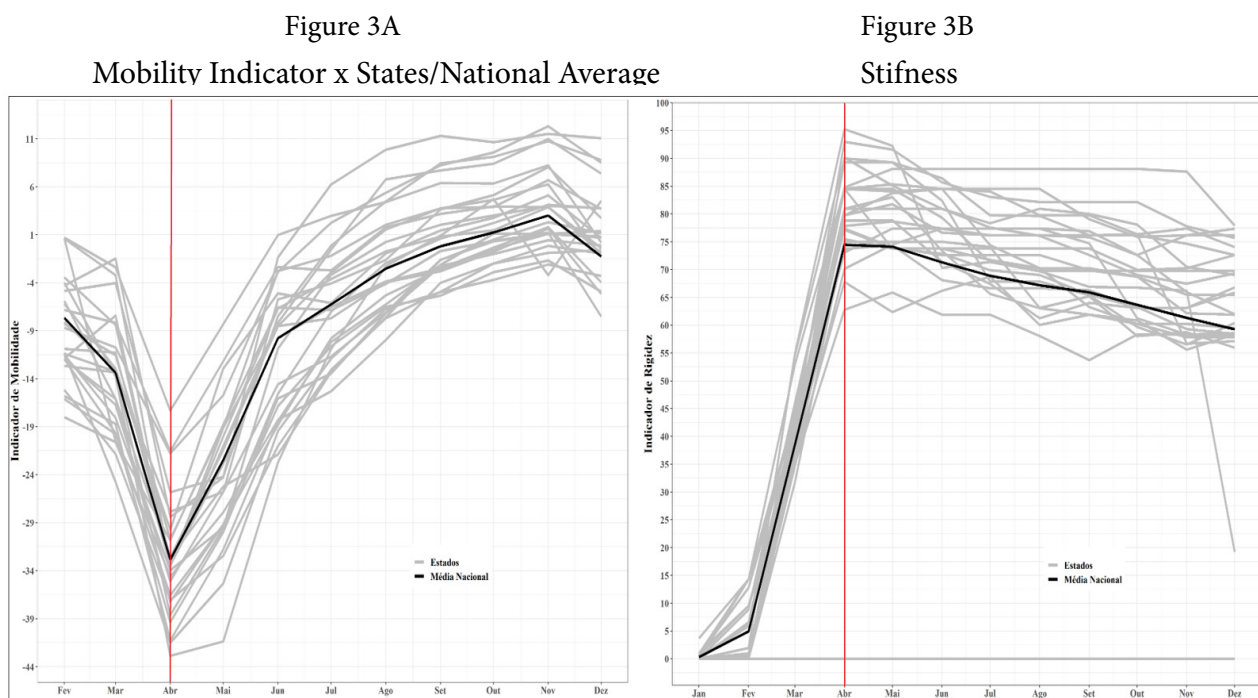 Figure 3A
Mobility Indicator x States/National Average
Indicador de Mobilidade
11
6
1
-4
-9
-14
-19
-24
-29
-34
-39
-44
Estados
Média Nacional
Fev Mar Abr Mai Jun Jul Ago Set Out Nov Dez
Figure 3B
Stifness
Indicador de Rigidez
100
95
90
85
80
75
70
65
60
55
50
45
40
35
30
25
20
15
10
5
0
Estados
Média Nacional
Jan Fev Mar Abr Mai Jun Jul Ago Set Out Nov Dez